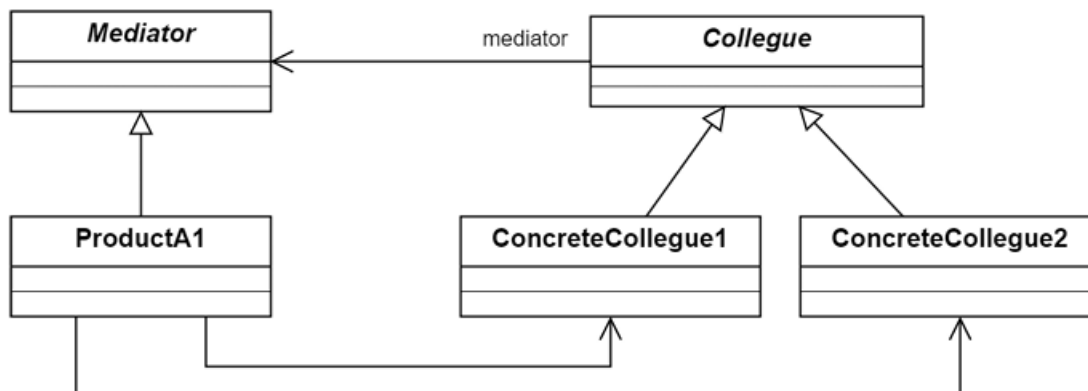 Mediator
mediator
Collegue
ProductA1
ConcreteCollegue1
ConcreteCollegue2